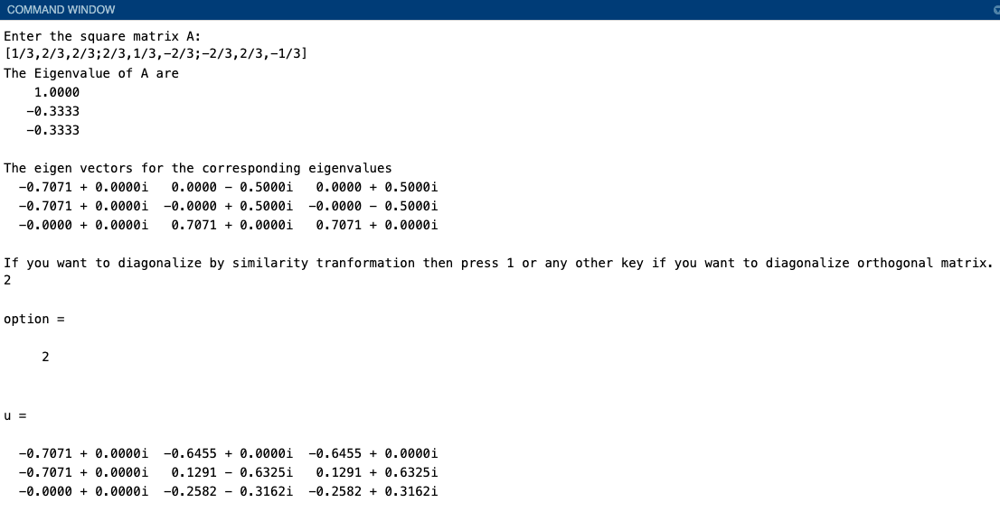 COMMAND WINDOW
Enter the square matrix A:
[1/3,2/3,2/3;2/3,1/3,-2/3;-2/3,2/3,-1/3]
The Eigenvalue of A are
1.0000
-0.3333
-0.3333
The eigen vectors for the corresponding eigenvalues
-0.7071 + 0.0000i 0.0000 - 0.5000i 0.0000 + 0.5000i
-0.7071 + 0.0000i -0.0000 + 0.5000i -0.0000 - 0.5000i
-0.0000 + 0.0000i 0.7071 + 0.0000i 0.7071 + 0.0000i
If you want to diagonalize by similarity tranformation then press 1 or any other key if you want to diagonalize orthogonal matrix.
2
option =
2
u =
-0.7071 + 0.0000i -0.6455 + 0.0000i -0.6455 + 0.0000i
-0.7071 + 0.0000i 0.1291 - 0.6325i 0.1291 + 0.6325i
-0.0000 + 0.0000i -0.2582 - 0.3162i -0.2582 + 0.3162i